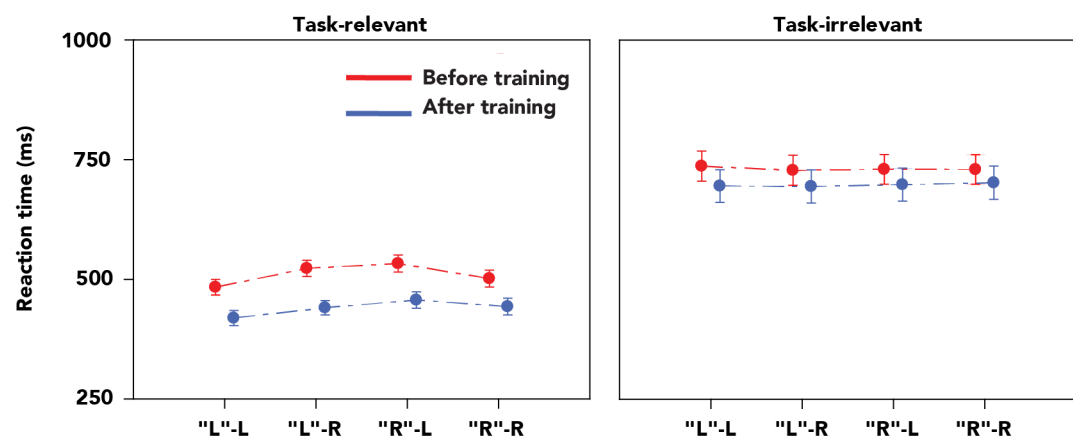 Task-relevant
Task-irrelevant
Before training
After training
Reaction time (ms)
1000
750
500
250
"L"-L
"L"-R
"R"-L
"R"-R
"L"-L
"L"-R
"R"-L
"R"-R